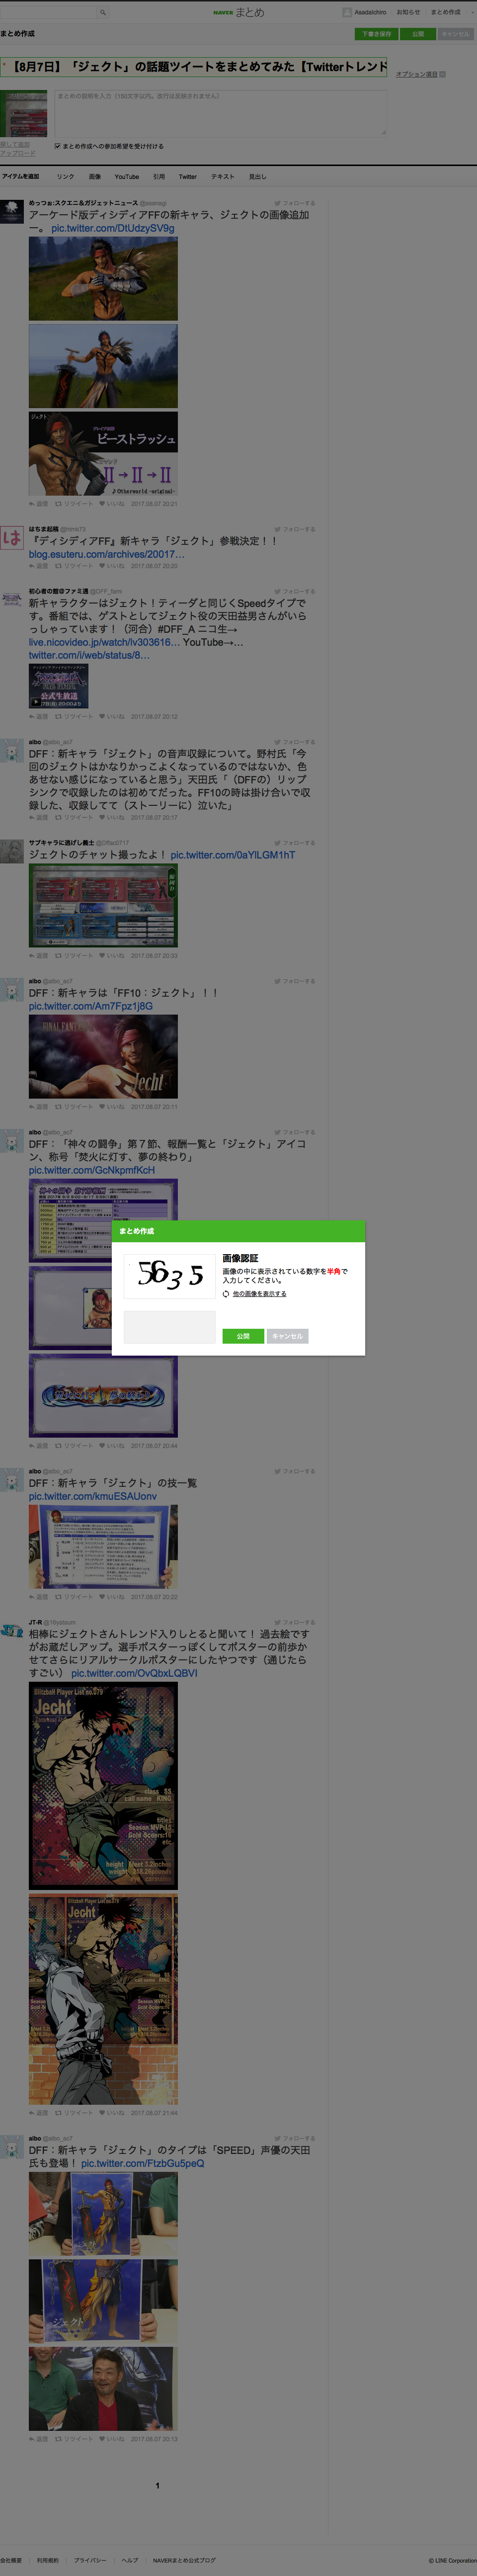 NAVER まとめ
AsadaIchiro お知らせ まとめ作成
まとめ作成
下書き保存 公開 キャンセル
【8月7日】「ジェクト」の話題ツイートをまとめてみた【Twitterトレンド
オプション項目
まとめの説明を入力（150文字以内。改行は反映されません）
探して追加
アップロード
まとめ作成への参加希望を受け付ける
アイテムを追加 リンク 画像 YouTube 引用 Twitter テキスト 見出し
めっつぉ:スクエニ＆ガジェットニュース フォローする
アーケード版ディシディアFFの新キャラ、ジェクトの画像追加
ー。 pic.twitter.com/DtUdzySV9g
ジェクト
ビーストラッシュ
II→II→II
Otherworld -original-
返信 リツイート いいね 2017.08.07 20:21
はちま起稿 フォローする
『ディシディアFF』新キャラ「ジェクト」参戦決定！！
blog.esuteru.com/archives/20017…
返信 リツイート いいね 2017.08.07 20:20
初心者の館＠ファミ通 @DFF_fami フォローする
新キャラクターはジェクト！ティーダと同じくSpeedタイプで
す。番組では、ゲストとしてジェクト役の天田益男さんがいら
っしゃっています！（河合）#DFF_A ニコ生→
live.nicovideo.jp/watch/lv303616… YouTube→…
twitter.com/i/web/status/8…
公式生放送
返信 リツイート いいね 2017.08.07 20:12
aibo @aibo_ac7 フォローする
DFF：新キャラ「ジェクト」の音声収録について。野村氏「今
回のジェクトはかなりかっこよくなっているのではないか、色
あせない感じになっていると思う」天田氏「（DFFの）リップ
シンクで収録したのは初めてだった。FF10の時は掛け合いで収
録した、収録してて（ストーリーに）泣いた」
返信 リツイート いいね 2017.08.07 20:17
サブキャラに逃げし義士 フォローする
ジェクトのチャット撮ったよ！ pic.twitter.com/0aYILGM1hT
返信 リツイート いいね 2017.08.07 20:33
aibo @aibo_ac7 フォローする
DFF：新キャラは「FF10：ジェクト」！！
pic.twitter.com/Am7Fpz1j8G
FINAL FANTASY
Jecht
返信 リツイート いいね 2017.08.07 20:11
aibo @aibo_ac7 フォローする
DFF：「神々の闘争」第７節、報酬一覧と「ジェクト」アイコ
ン、称号「焚火に灯す、夢の終わり」
pic.twitter.com/GcNkpmfKcH
まとめ作成
5635
画像認証
画像の中に表示されている数字を半角で
入力してください。
他の画像を表示する
公開 キャンセル
返信 リツイート いいね 2017.08.07 20:44
aibo @aibo_ac7 フォローする
DFF：新キャラ「ジェクト」の技一覧
pic.twitter.com/kmuESAUonv
返信 リツイート いいね 2017.08.07 20:22
JT-R フォローする
相棒にジェクトさんトレンド入りしとると聞いて！ 過去絵です
がお蔵だしアップ。選手ポスターっぽくしてポスターの前歩か
せてさらにリアルサークルポスターにしたやつです（通じたら
すごい） pic.twitter.com/OvQbxLQBVl
Blitzball Player List no.079
Jecht
call name KING
返信 リツイート いいね 2017.08.07 21:44
aibo @aibo_ac7 フォローする
DFF：新キャラ「ジェクト」のタイプは「SPEED」声優の天田
氏も登場！ pic.twitter.com/FtzbGu5peQ
ジェクト
返信 リツイート いいね 2017.08.07 20:13
1
会社概要 利用規約 プライバシー ヘルプ NAVERまとめ公式ブログ
© LINE Corporation